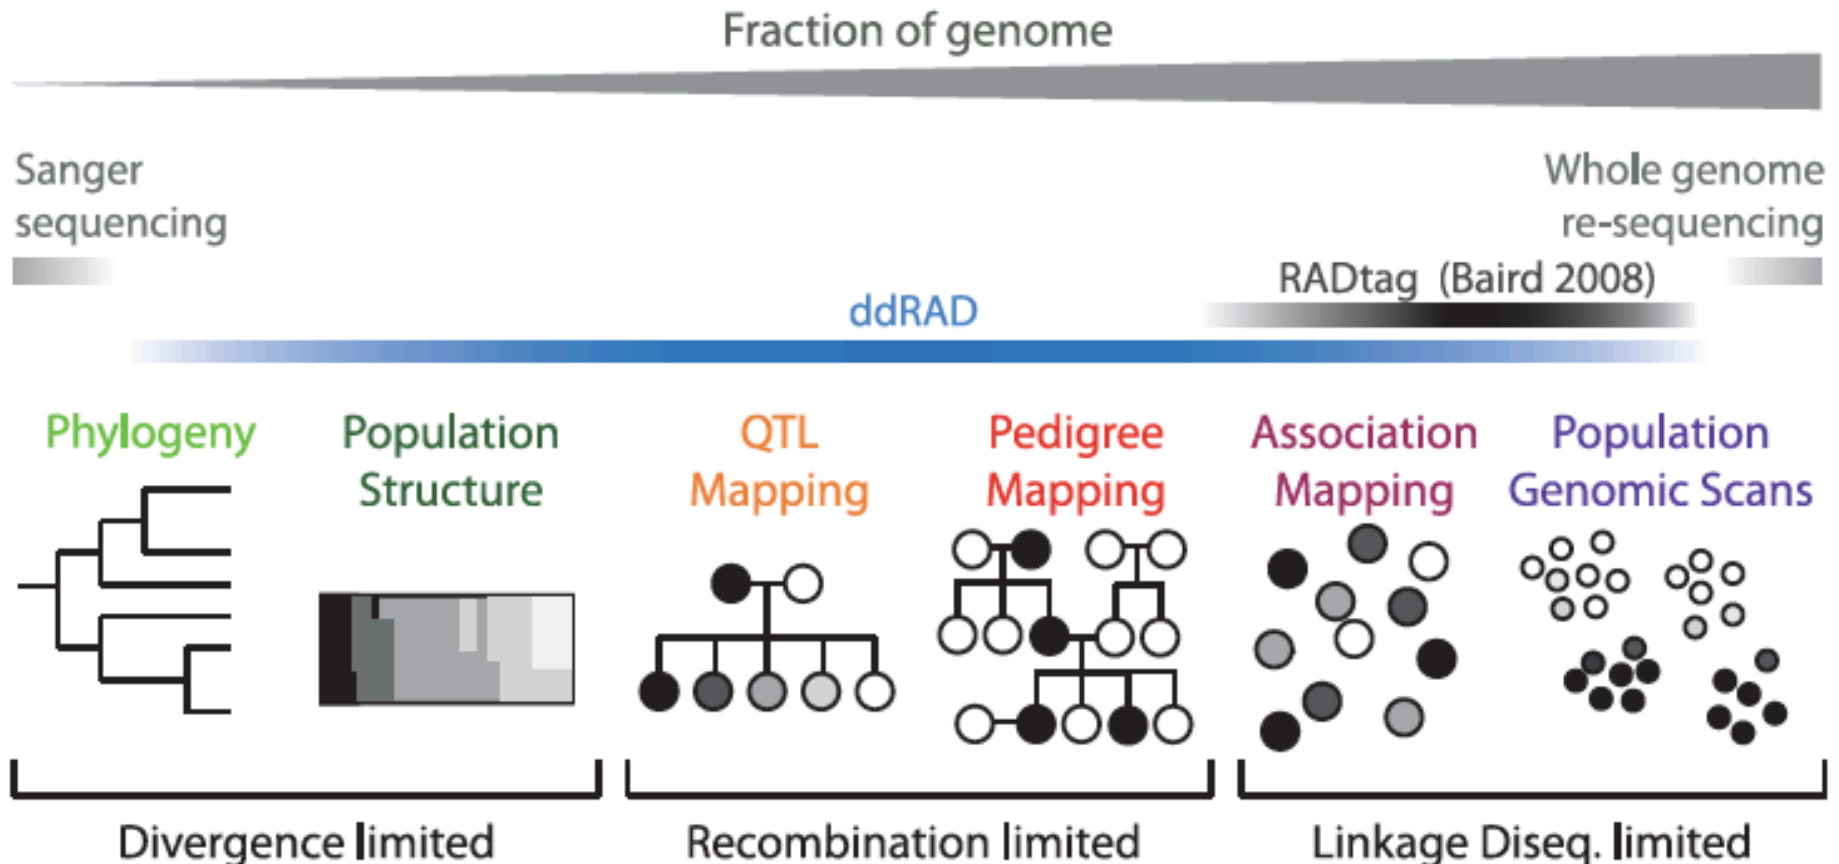 Fraction of genome
Sanger
sequencing
Whole genome
re-sequencing
RADtag (Baird 2008)
ddRAD
Phylogeny
Population
Structure
QTL
Mapping
Pedigree
Mapping
Association
Mapping
Population
Genomic Scans
Divergence limited
Recombination limited
Linkage Diseq. limited